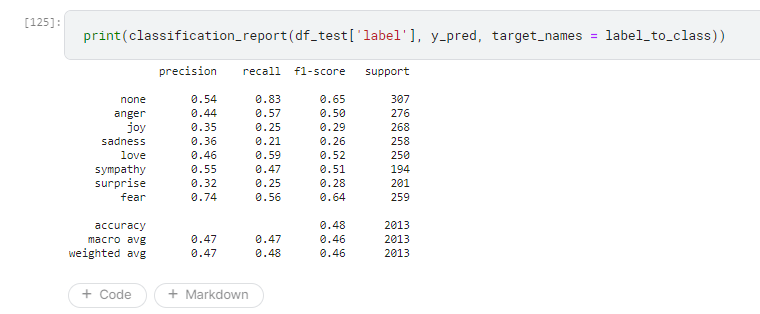 [125]:
print(classification_report(df_test['label'], y_pred, target_names = label_to_class))
precision recall f1-score support
none 0.54 0.83 0.65 307
anger 0.44 0.57 0.50 276
joy 0.35 0.25 0.29 268
sadness 0.36 0.21 0.26 258
love 0.46 0.59 0.52 250
sympathy 0.55 0.47 0.51 194
surprise 0.32 0.25 0.28 201
fear 0.74 0.56 0.64 259
accuracy 0.48 2013
macro avg 0.47 0.47 0.46 2013
weighted avg 0.47 0.48 0.46 2013
+ Code + Markdown